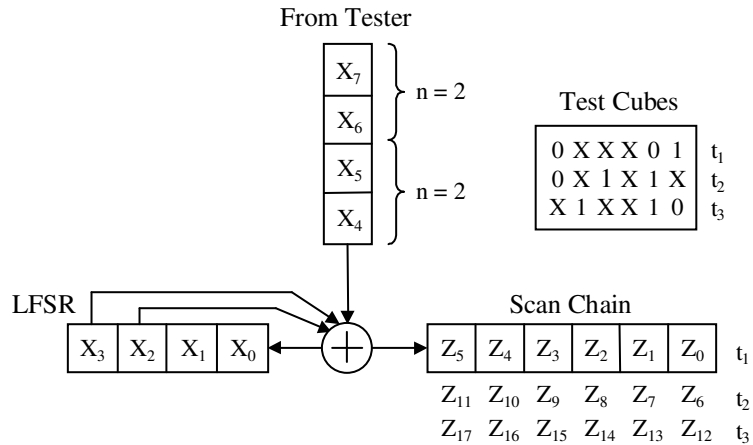 From Tester
X7
X6
X5
X4
n = 2
n = 2
Test Cubes
0 X X X 0 1 t1
0 X 1 X 1 X t2
X 1 X X 1 0 t3
LFSR
X3 X2 X1 X0
Scan Chain
Z5 Z4 Z3 Z2 Z1 Z0 t1
Z11 Z10 Z9 Z8 Z7 Z6 t2
Z17 Z16 Z15 Z14 Z13 Z12 t3